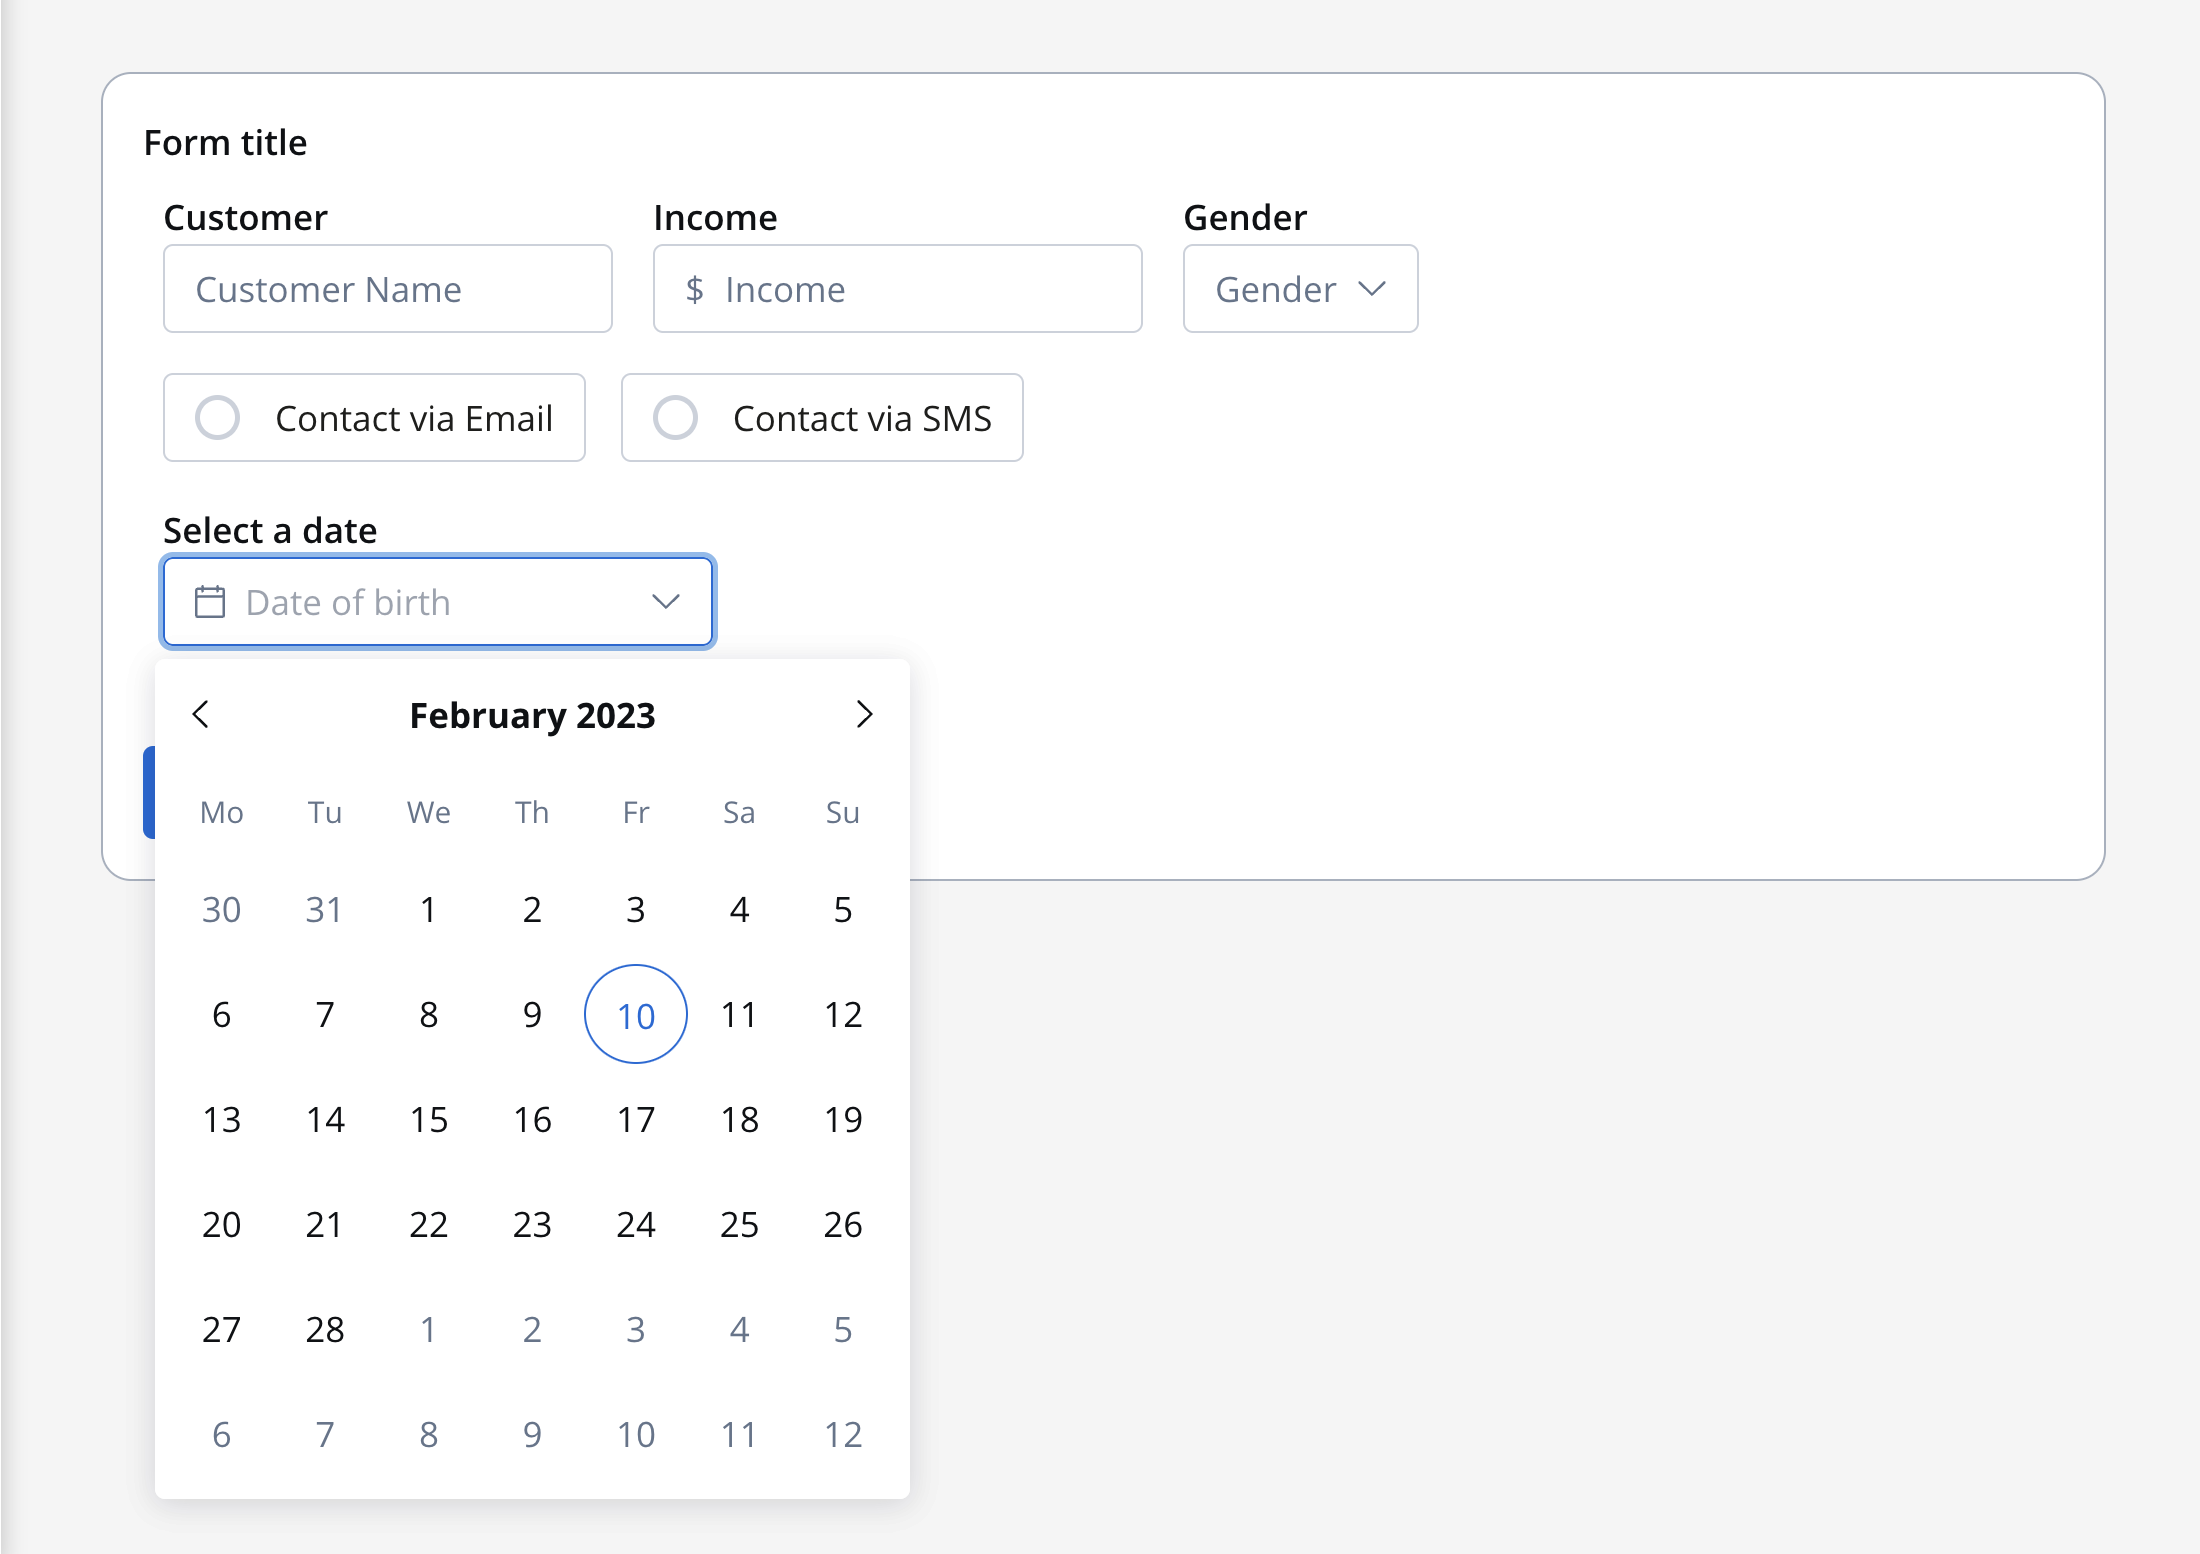 Form title
Customer Income Gender
Customer Name $ Income Gender
Contact via Email Contact via SMS
Select a date
Date of birth
February 2023
Mo Tu We Th Fr Sa Su
30 31 1 2 3 4 5
6 7 8 9 10 11 12
13 14 15 16 17 18 19
20 21 22 23 24 25 26
27 28 1 2 3 4 5
6 7 8 9 10 11 12